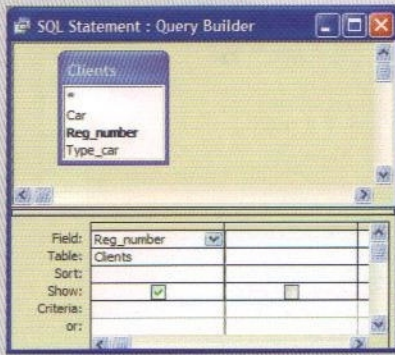 SQL Statement : Query Builder
Clients
*
Car
Reg_number
Type_car
Field: Reg_number
Table: Clients
Sort:
Show:
Criteria:
or: